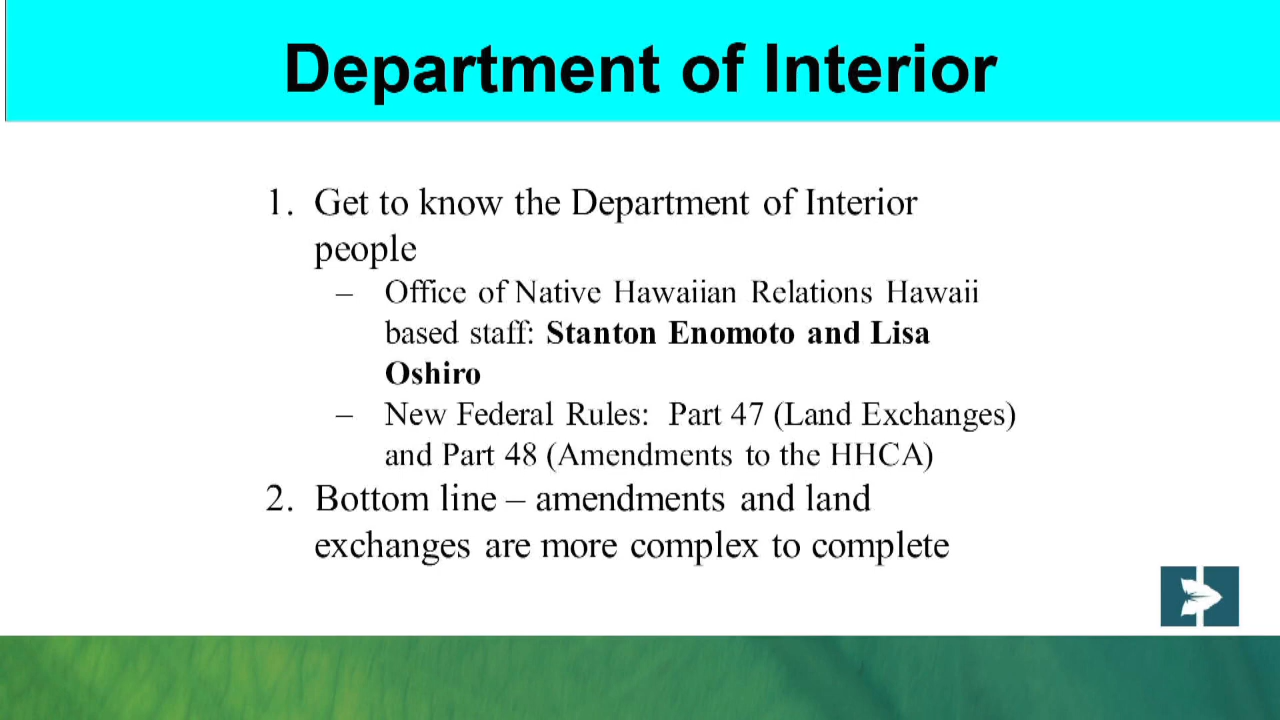 Department of Interior
1. Get to know the Department of Interior
people
– Office of Native Hawaiian Relations Hawaii
based staff: Stanton Enomoto and Lisa
Oshiro
– New Federal Rules: Part 47 (Land Exchanges)
and Part 48 (Amendments to the HHCA)
2. Bottom line – amendments and land
exchanges are more complex to complete